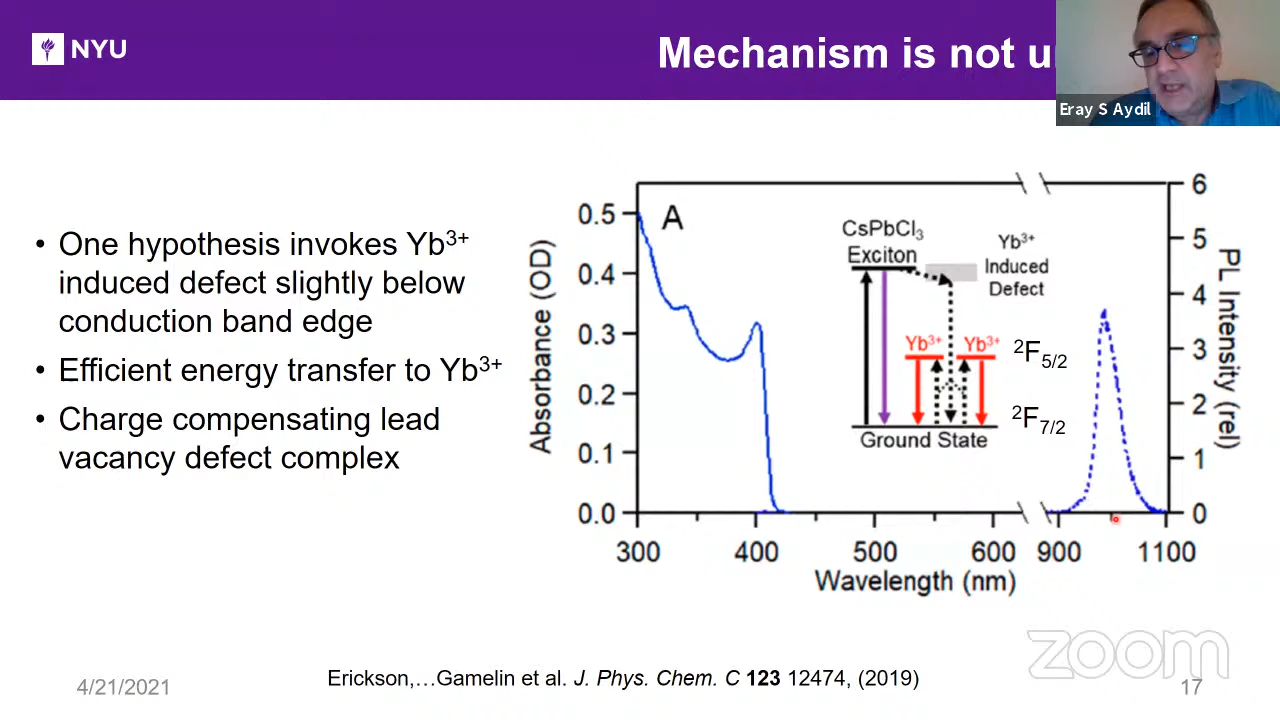 NYU
Mechanism is not
Eray S Aydil
• One hypothesis invokes Yb³⁺
induced defect slightly below
conduction band edge
• Efficient energy transfer to Yb³⁺
• Charge compensating lead
vacancy defect complex
A
Absorbance (OD)
0.5
0.4
0.3
0.2
0.1
0.0
CsPbCl₃
Exciton
Yb³⁺
Induced
Defect
Yb³⁺ Yb³⁺
²F₅/₂
²F₇/₂
Ground State
6
5
4
3
2
1
0
PL Intensity (rel)
300 400 500 600 900 1100
Wavelength (nm)
zoom
Erickson,…Gamelin et al. J. Phys. Chem. C 123 12474, (2019)
4/21/2021
17